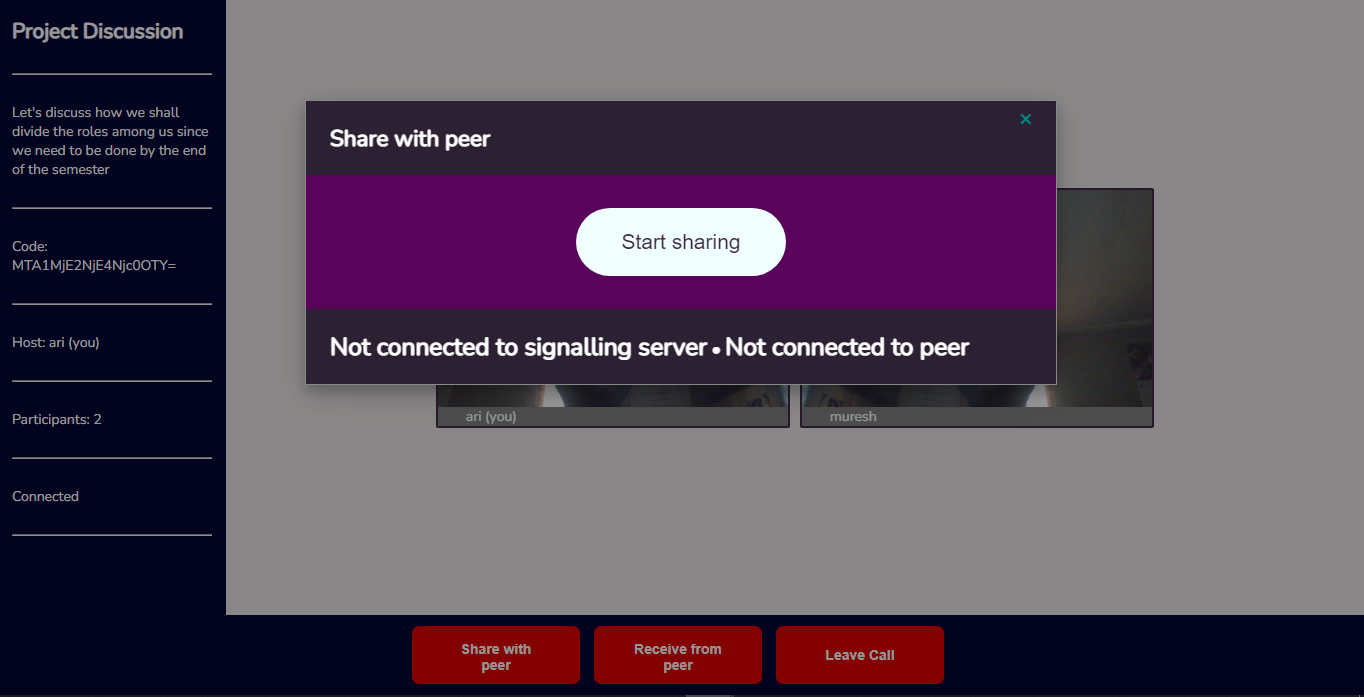 Project Discussion
Let's discuss how we shall
divide the roles among us since
we need to be done by the end
of the semester
Code:
MTA1MjE2NjE4Njc0OTY=
Host: ari (you)
Participants: 2
Connected
Share with peer
×
Start sharing
Not connected to signalling server • Not connected to peer
ari (you)
muresh
Share with
peer
Receive from
peer
Leave Call